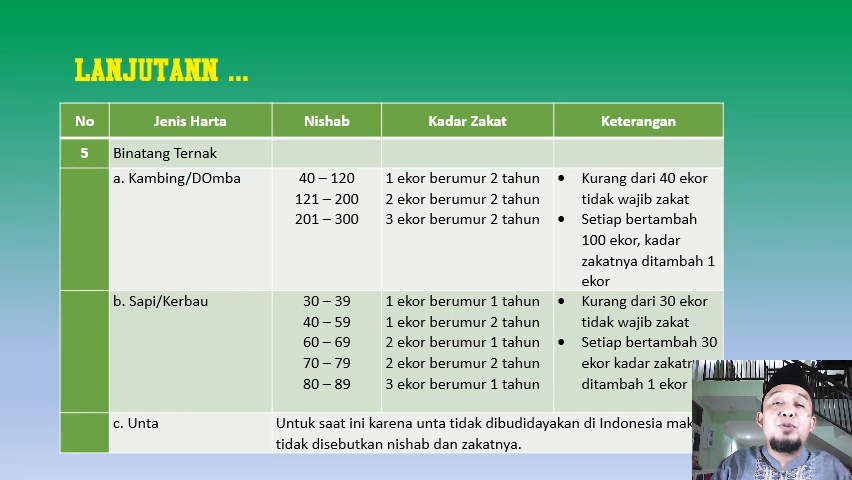 LANJUTANN ...
No Jenis Harta Nishab Kadar Zakat Keterangan
5 Binatang Ternak
a. Kambing/DOmba 40 – 120 1 ekor berumur 2 tahun • Kurang dari 40 ekor
121 – 200 2 ekor berumur 2 tahun tidak wajib zakat
201 – 300 3 ekor berumur 2 tahun • Setiap bertambah
100 ekor, kadar
zakatnya ditambah 1
ekor
b. Sapi/Kerbau 30 – 39 1 ekor berumur 1 tahun • Kurang dari 30 ekor
40 – 59 1 ekor berumur 2 tahun tidak wajib zakat
60 – 69 2 ekor berumur 1 tahun • Setiap bertambah 30
70 – 79 2 ekor berumur 2 tahun ekor kadar
80 – 89 3 ekor berumur 1 tahun ditambah 1 ekor
c. Unta Untuk saat ini karena unta tidak dibudidayakan di Indonesia
tidak disebutkan nishab dan zakatnya.